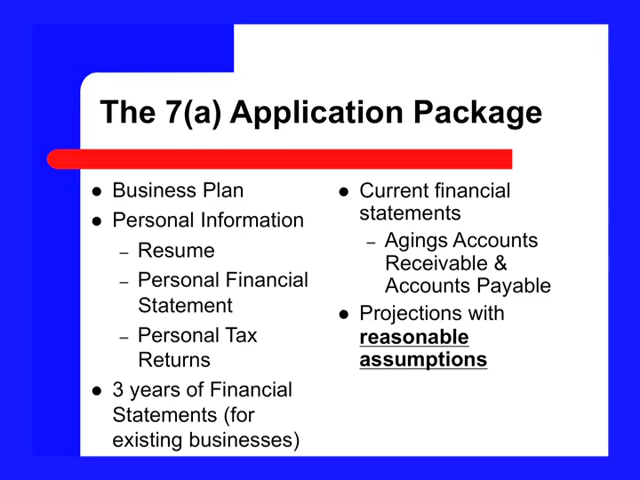 The 7(a) Application Package
● Business Plan
● Personal Information
– Resume
– Personal Financial
Statement
– Personal Tax
Returns
● 3 years of Financial
Statements (for
existing businesses)
● Current financial
statements
– Agings Accounts
Receivable &
Accounts Payable
● Projections with
reasonable
assumptions